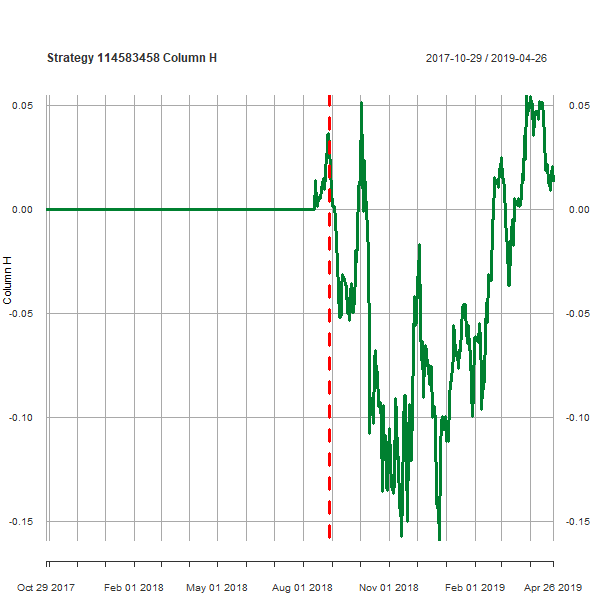 Strategy 114583458 Column H
2017-10-29 / 2019-04-26
0.05 0.05
0.00 0.00
-0.05 -0.05
-0.10 -0.10
-0.15 -0.15
Column H
Oct 29 2017 Feb 01 2018 May 01 2018 Aug 01 2018 Nov 01 2018 Feb 01 2019 Apr 26 2019